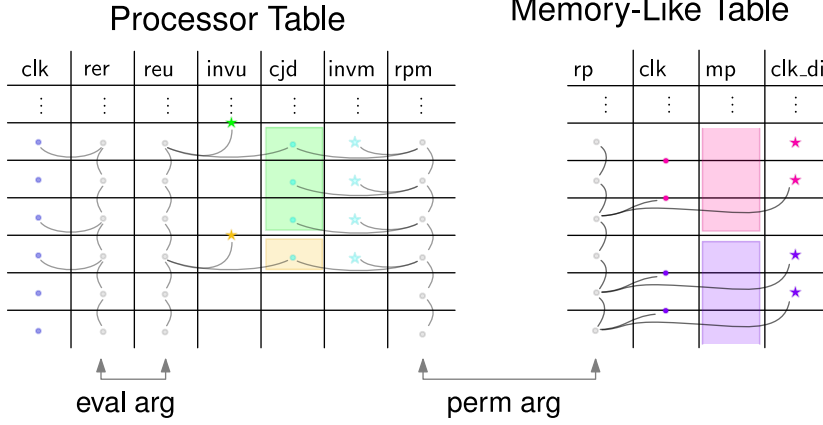 Processor Table
Memory-Like Table
clk rer reu invu cjd invm rpm
rp clk mp clk_di
eval arg
perm arg